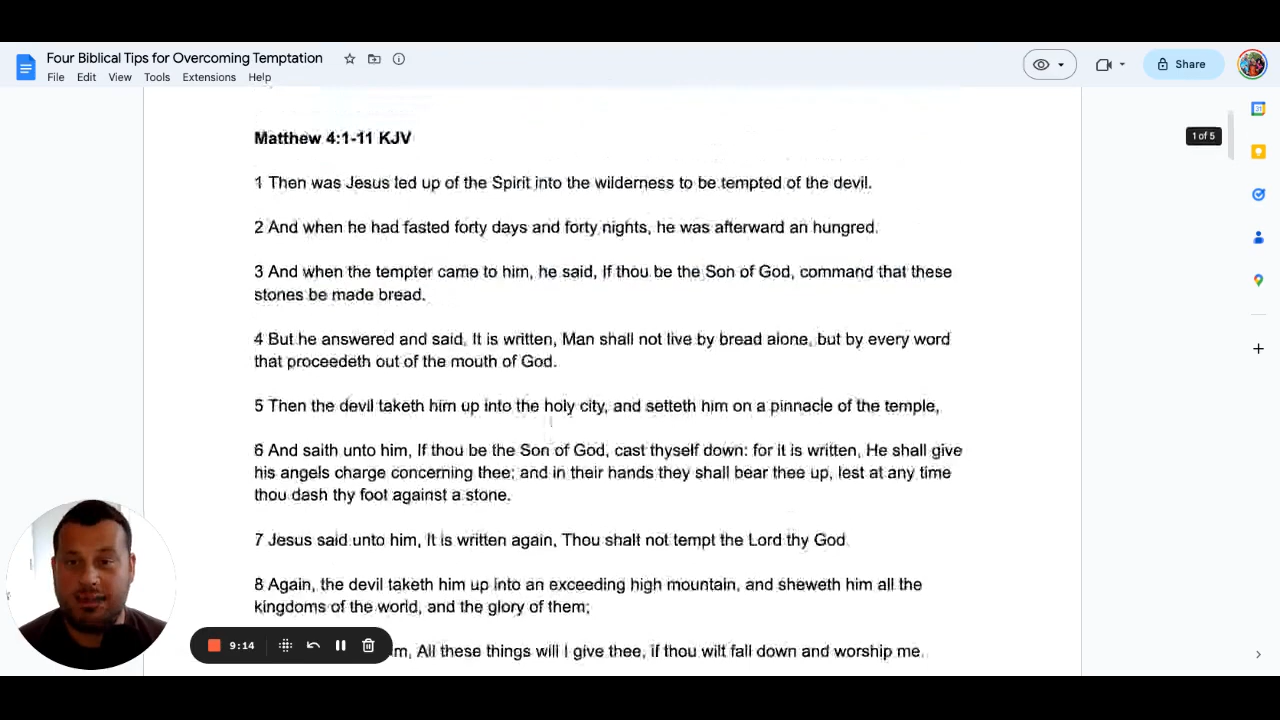 Four Biblical Tips for Overcoming Temptation
File Edit View Tools Extensions Help
Share
1 of 5
Matthew 4:1-11 KJV
1 Then was Jesus led up of the Spirit into the wilderness to be tempted of the devil.
2 And when he had fasted forty days and forty nights, he was afterward an hungred.
3 And when the tempter came to him, he said, If thou be the Son of God, command that these
stones be made bread.
4 But he answered and said, It is written, Man shall not live by bread alone, but by every word
that proceedeth out of the mouth of God.
5 Then the devil taketh him up into the holy city, and setteth him on a pinnacle of the temple,
6 And saith unto him, If thou be the Son of God, cast thyself down: for it is written, He shall give
his angels charge concerning thee: and in their hands they shall bear thee up, lest at any time
thou dash thy foot against a stone.
7 Jesus said unto him, It is written again, Thou shalt not tempt the Lord thy God.
8 Again, the devil taketh him up into an exceeding high mountain, and sheweth him all the
kingdoms of the world, and the glory of them;
All these things will I give thee, if thou wilt fall down and worship me.
9:14